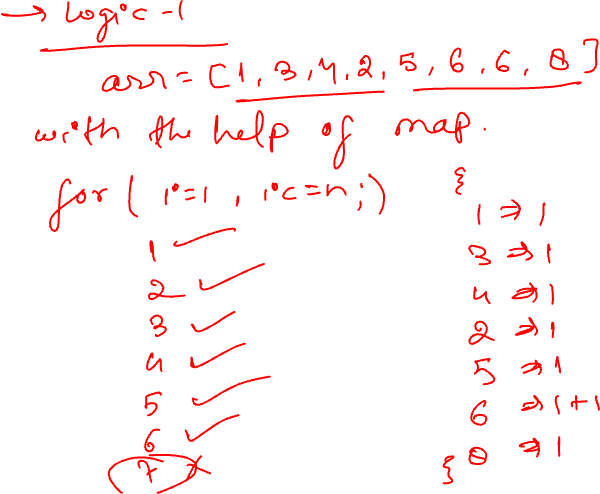 → Logic -1
arr = [1, 3, 4, 2, 5, 6, 6, 8]
with the help of map.
for ( i=1 , i<=n ; )
1 ✓
2 ✓
3 ✓
4 ✓
5 ✓
6 ✓
7 ✗
{
1 ⇒ 1
3 ⇒ 1
4 ⇒ 1
2 ⇒ 1
5 ⇒ 1
6 ⇒ 1+1
8 ⇒ 1
}